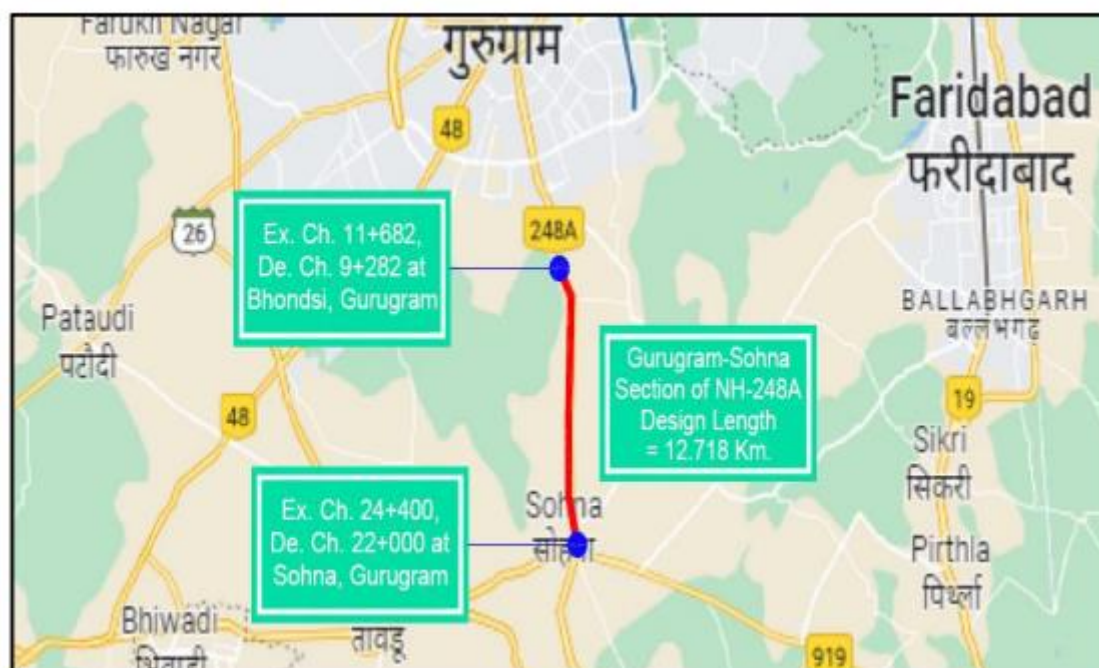 Farukh Nagar
फारुख नगर
गुरुग्राम
48
Faridabad
फरीदाबाद
26
Ex. Ch. 11+682,
De. Ch. 9+282 at
Bhondsi, Gurugram
248A
BALLABHGARH
बल्लभगढ़
Pataudi
पटौदी
Gurugram-Sohna
Section of NH-248A
Design Length
= 12.718 Km.
48
19
Sikri
सिकरी
Ex. Ch. 24+400,
De. Ch. 22+000 at
Sohna, Gurugram
Sohna
सोहना
Pirthla
पिर्थ्ला
Bhiwadi
भिवाड़ी
तावडू
919